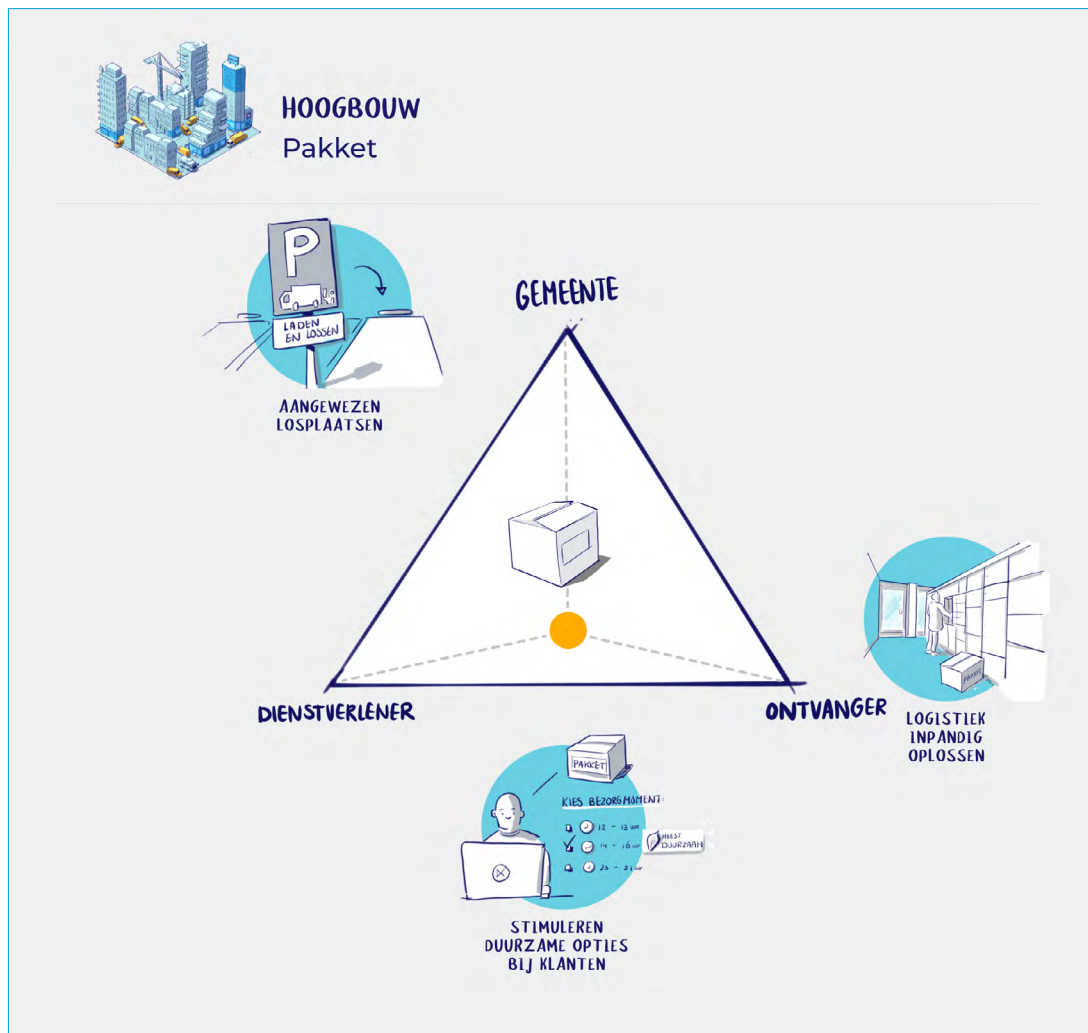 HOOGBOUW
Pakket
P
LADEN
EN LOSSEN
AANGEWEZEN
LOSPLAATSEN
GEMEENTE
DIENSTVERLENER
ONTVANGER
PAKKET
LOGISTIEK
INPANDIG
OPLOSSEN
PAKKET
KIES BEZORGMOMENT:
12 - 13 uur
14 - 16 uur
MEEST
DUURZAAM
20 - 21 uur
STIMULEREN
DUURZAME OPTIES
BIJ KLANTEN